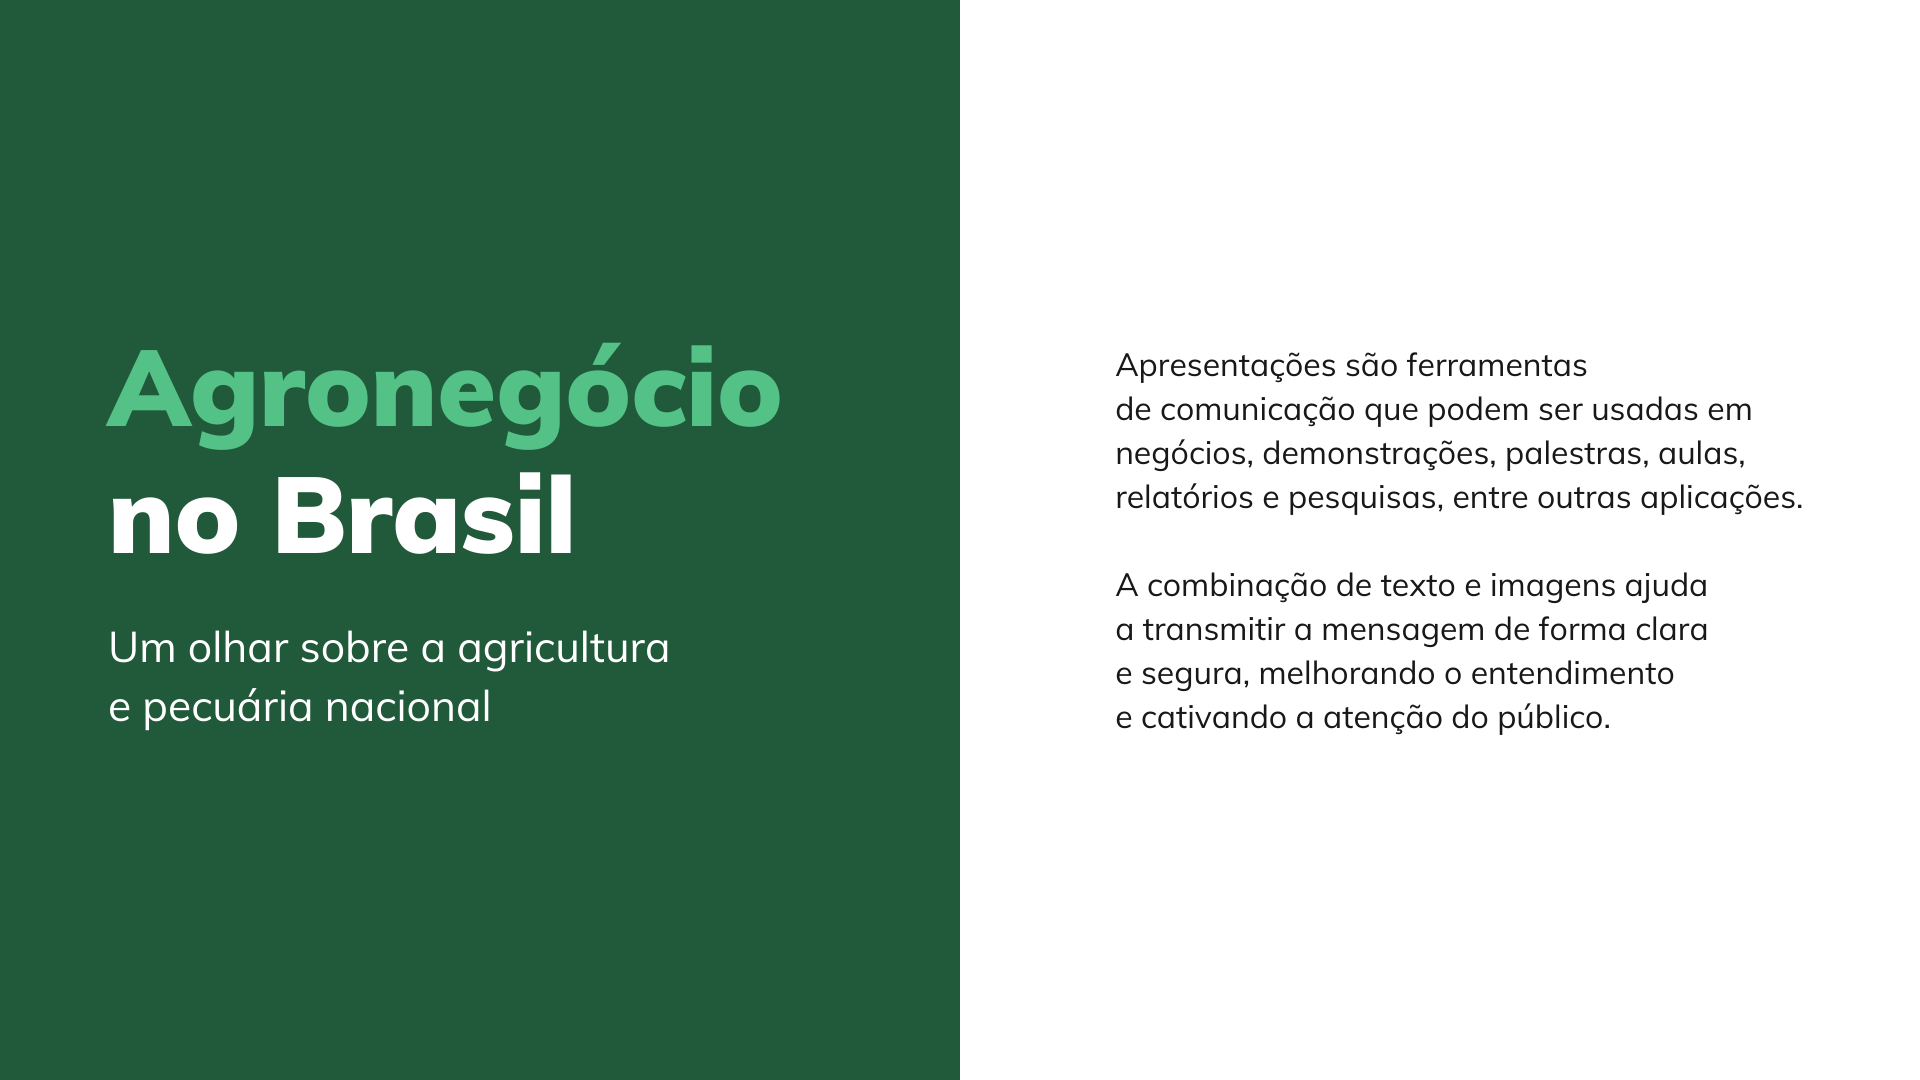 Agronegócio
no Brasil
Um olhar sobre a agricultura
e pecuária nacional
Apresentações são ferramentas
de comunicação que podem ser usadas em
negócios, demonstrações, palestras, aulas,
relatórios e pesquisas, entre outras aplicações.
A combinação de texto e imagens ajuda
a transmitir a mensagem de forma clara
e segura, melhorando o entendimento
e cativando a atenção do público.